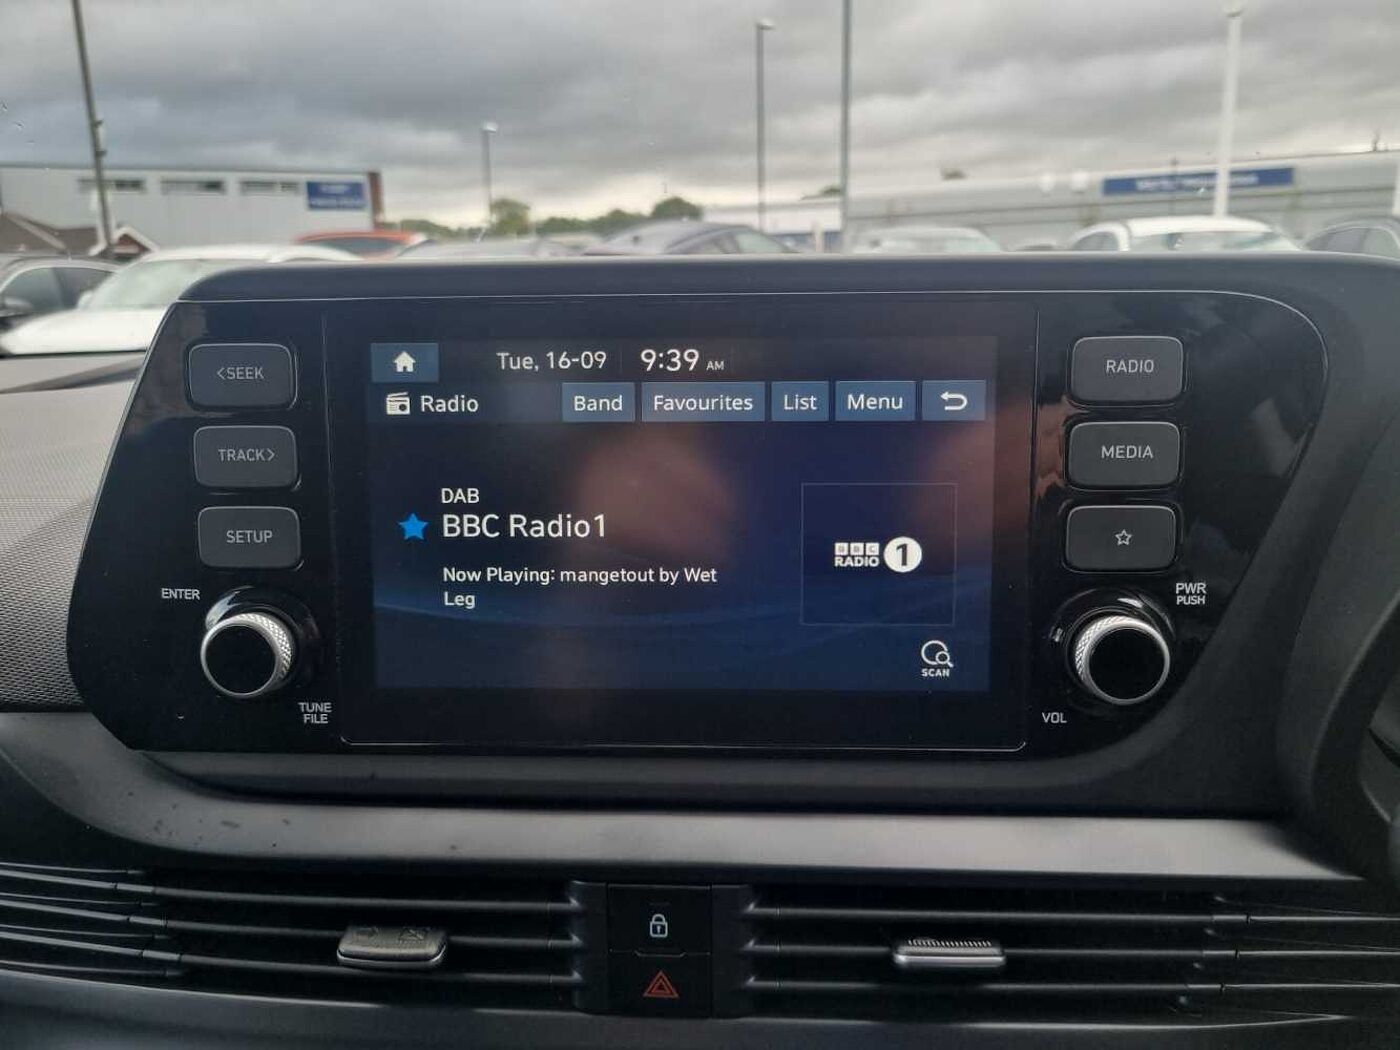 <SEEK
TRACK>
SETUP
ENTER
TUNE
FILE
Tue, 16-09 9:39 AM
Radio Band Favourites List Menu
DAB
BBC Radio1
Now Playing: mangetout by Wet
Leg
BBC
RADIO 1
SCAN
RADIO
MEDIA
PWR
PUSH
VOL